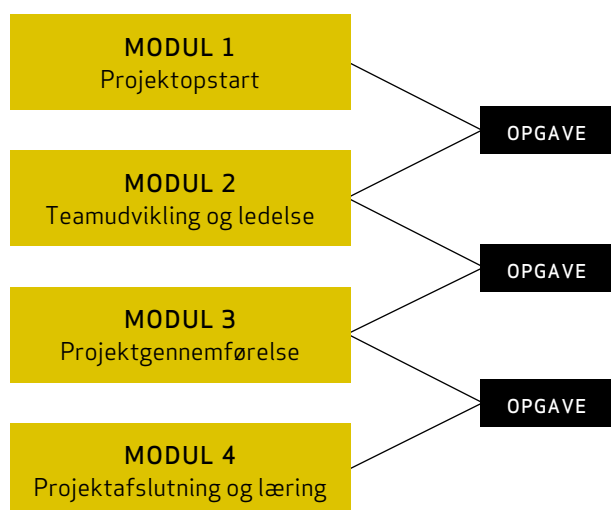 MODUL 1
Projektopstart
OPGAVE
MODUL 2
Teamudvikling og ledelse
OPGAVE
MODUL 3
Projektgennemførelse
OPGAVE
MODUL 4
Projektafslutning og læring